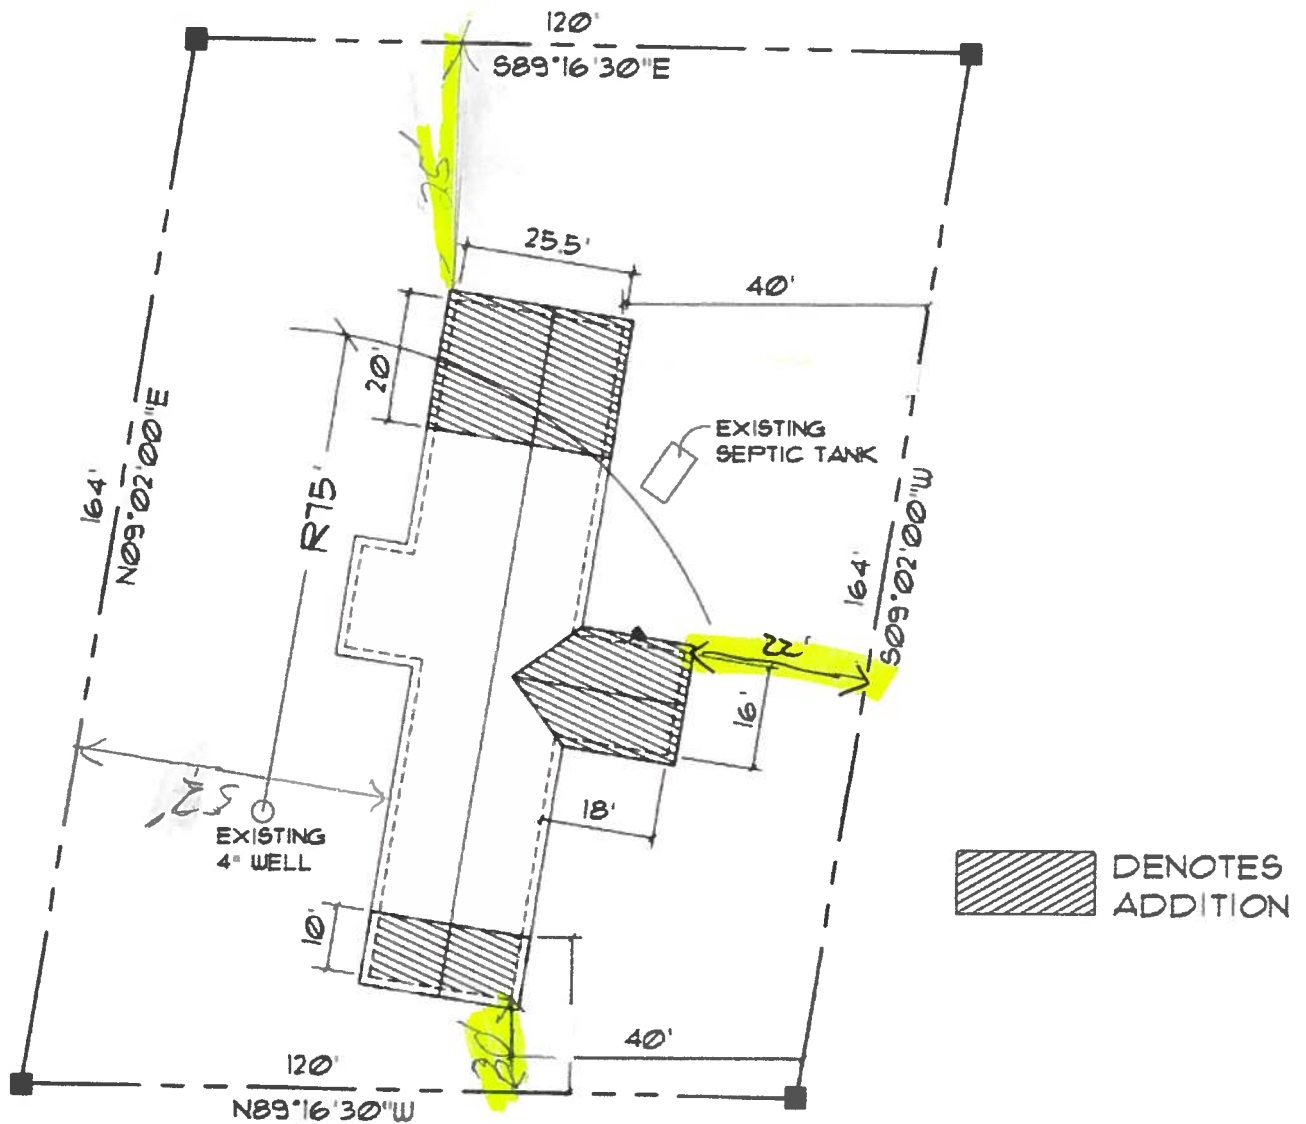 120'
S89°16'30"E
25'
25.5'
40'
20'
EXISTING
SEPTIC TANK
164'
N09°02'00"E
R75'
164'
S09°02'00"W
22'
16'
18'
EXISTING
4" WELL
10'
DENOTES
ADDITION
40'
120'
N89°16'30"W